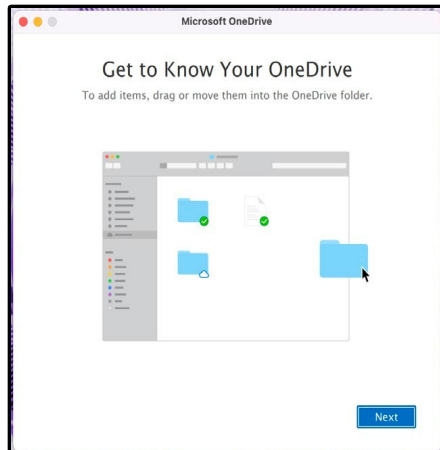 Microsoft OneDrive
Get to Know Your OneDrive
To add items, drag or move them into the OneDrive folder.
Next